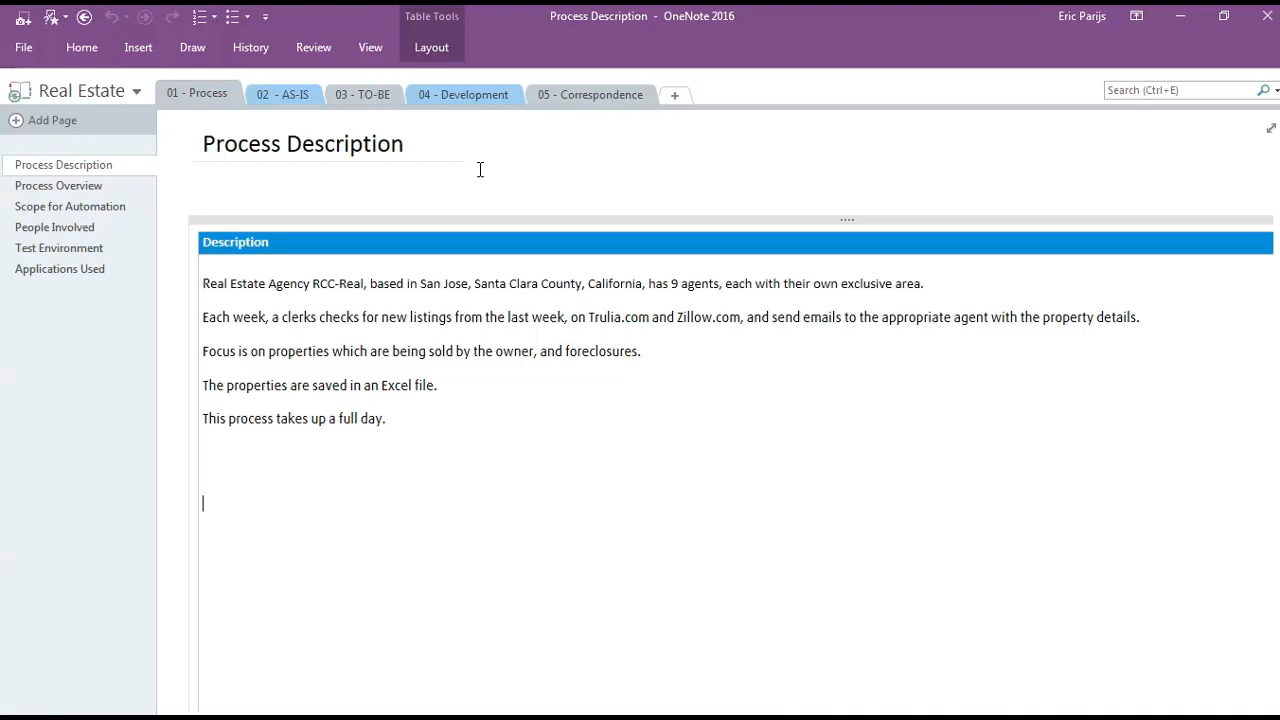 Table Tools
Process Description - OneNote 2016
Eric Parijs
File
Home
Insert
Draw
History
Review
View
Layout
Real Estate
01 - Process
02 - AS-IS
03 - TO-BE
04 - Development
05 - Correspondence
Search (Ctrl+E)
Add Page
Process Description
Process Overview
Scope for Automation
People Involved
Test Environment
Applications Used
Process Description
Description
Real Estate Agency RCC-Real, based in San Jose, Santa Clara County, California, has 9 agents, each with their own exclusive area.
Each week, a clerks checks for new listings from the last week, on Trulia.com and Zillow.com, and send emails to the appropriate agent with the property details.
Focus is on properties which are being sold by the owner, and foreclosures.
The properties are saved in an Excel file.
This process takes up a full day.